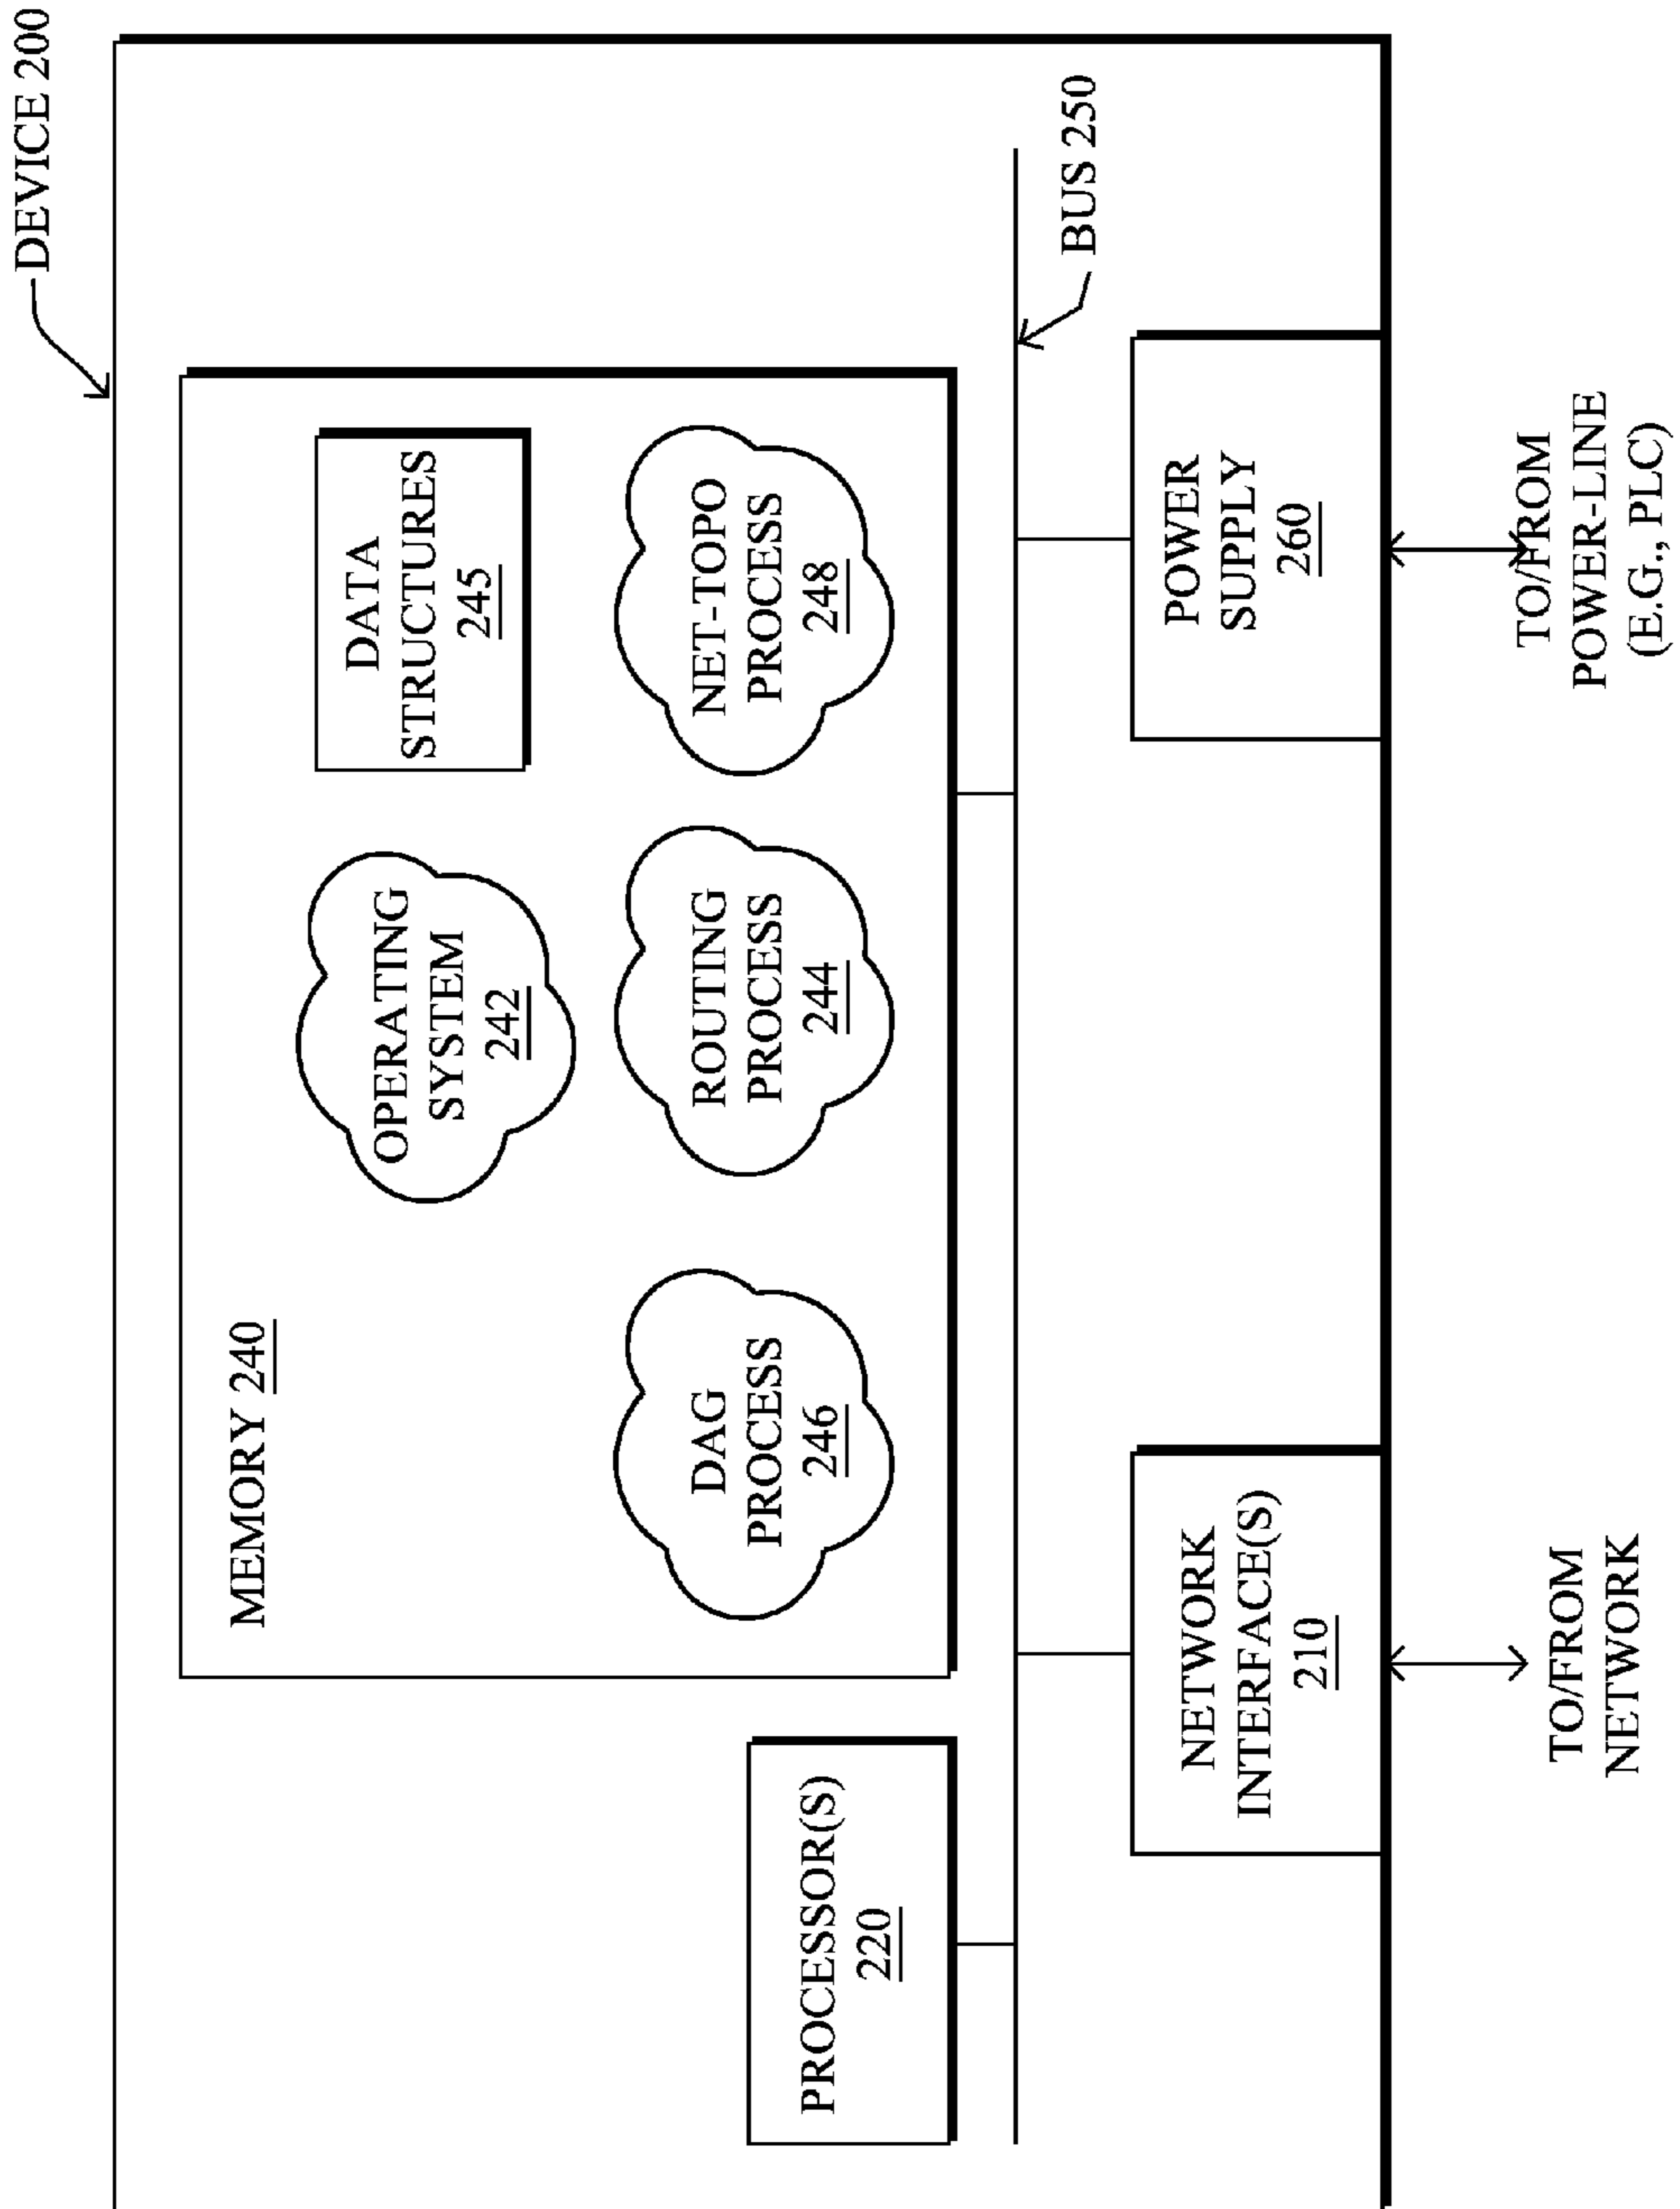 DEVICE 200
MEMORY 240
OPERATING
SYSTEM
242
DATA
STRUCTURES
245
DAG
PROCESS
246
ROUTING
PROCESS
244
NET-TOPO
PROCESS
248
PROCESSOR(S)
220
BUS 250
NETWORK
INTERFACE(S)
210
POWER
SUPPLY
260
TO/FROM
NETWORK
TO/FROM
POWER-LINE
(E.G., PLC)